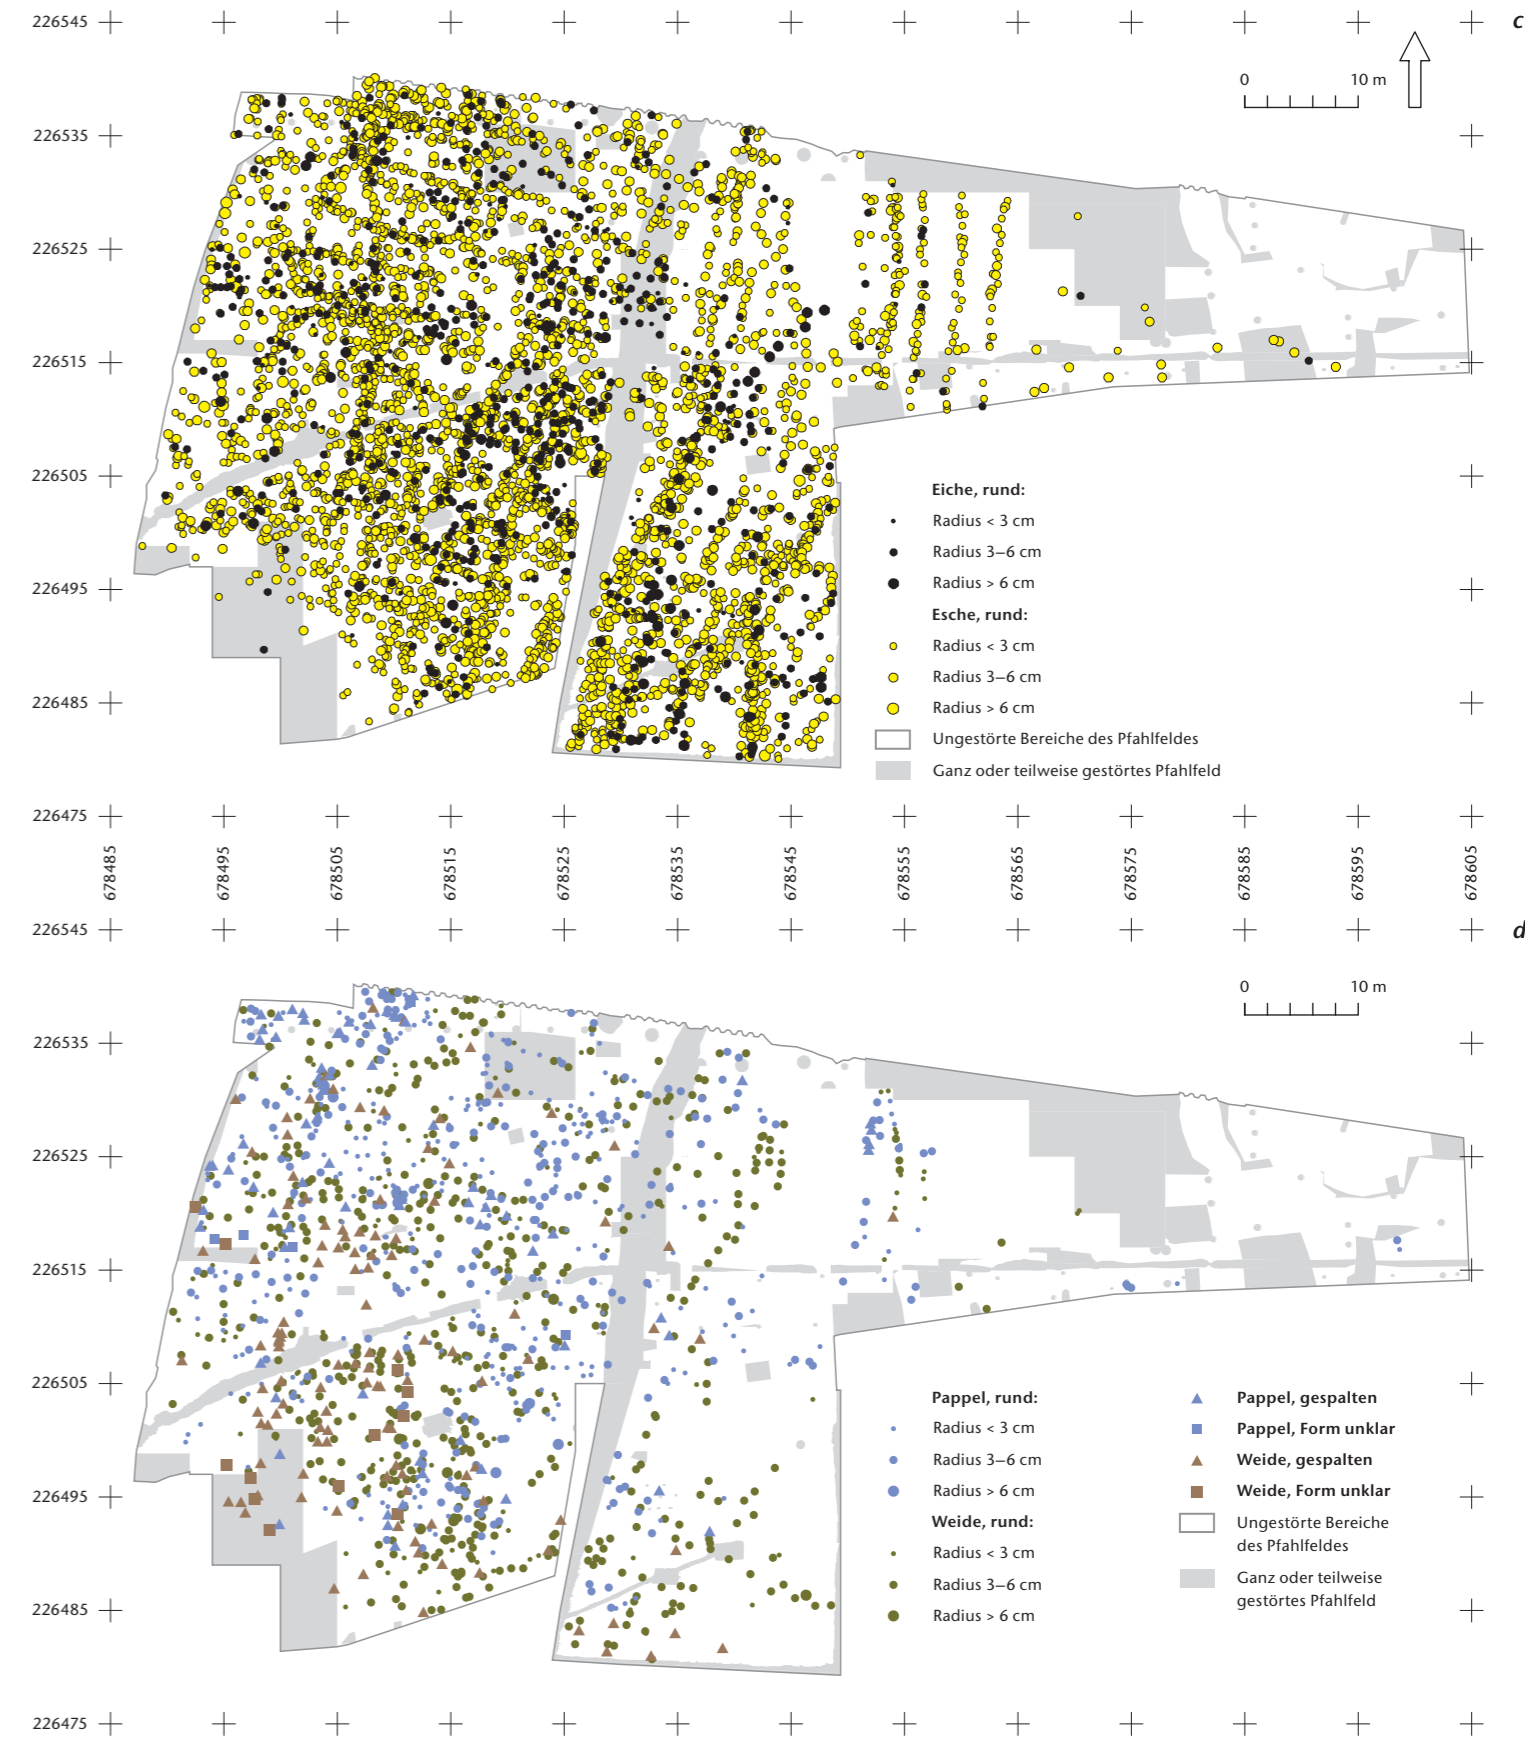 226545
c
0 10 m
226535
226525
226515
226505
226495
226485
226475
Eiche, rund:
Radius < 3 cm
Radius 3–6 cm
Radius > 6 cm
Esche, rund:
Radius < 3 cm
Radius 3–6 cm
Radius > 6 cm
Ungestörte Bereiche des Pfahlfeldes
Ganz oder teilweise gestörtes Pfahlfeld
678485
678495
678505
678515
678525
678535
678545
678555
678565
678575
678585
678595
678605
226545
d
0 10 m
226535
226525
226515
226505
226495
226485
226475
Pappel, rund:
Radius < 3 cm
Radius 3–6 cm
Radius > 6 cm
Weide, rund:
Radius < 3 cm
Radius 3–6 cm
Radius > 6 cm
Pappel, gespalten
Pappel, Form unklar
Weide, gespalten
Weide, Form unklar
Ungestörte Bereiche
des Pfahlfeldes
Ganz oder teilweise
gestörtes Pfahlfeld